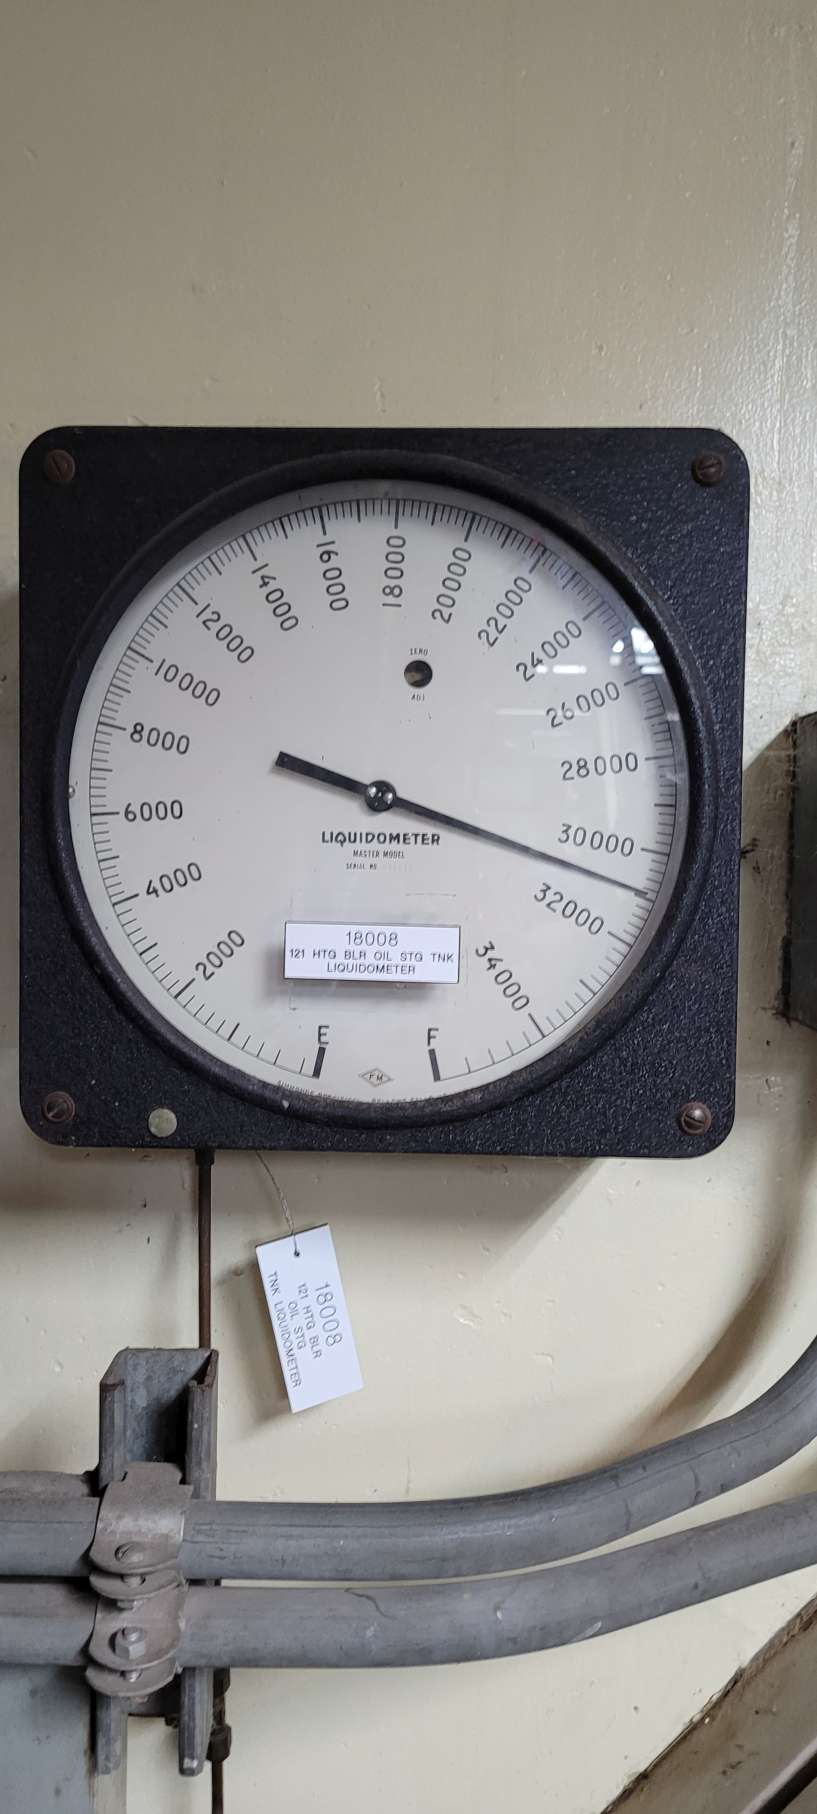 2000
4000
6000
8000
10000
12000
14000
16000
18000
20000
22000
24000
26000
28000
30000
32000
34000
ZERO
ADJ
LIQUIDOMETER
MASTER MODEL
SERIAL NO.
18008
121 HTG BLR OIL STG TNK
LIQUIDOMETER
E
F
FM
18008
121 HTG BLR
OIL STG
TNK LIQUIDOMETER